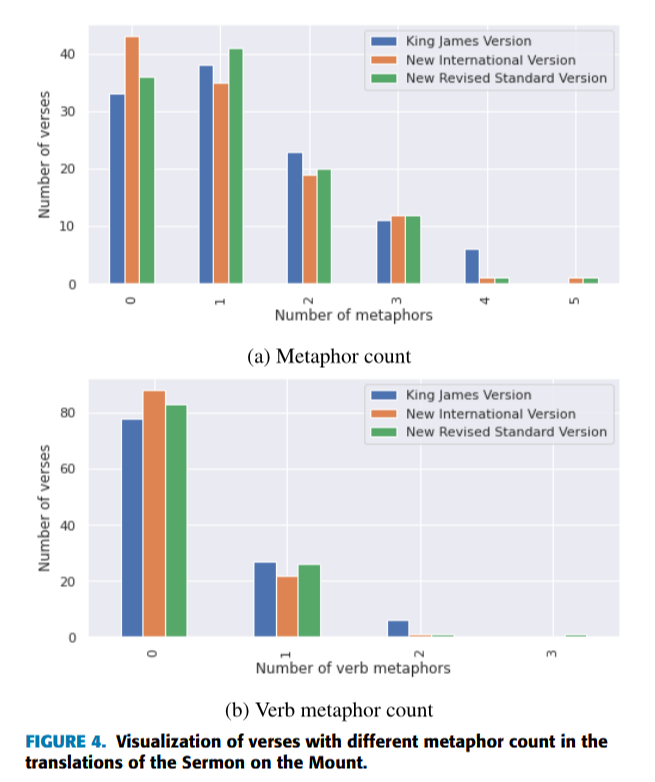 40
30
20
10
0
Number of verses
King James Version
New International Version
New Revised Standard Version
0 1 2 3 4 5
Number of metaphors
(a) Metaphor count
80
60
40
20
0
Number of verses
King James Version
New International Version
New Revised Standard Version
0 1 2 3
Number of verb metaphors
(b) Verb metaphor count
FIGURE 4. Visualization of verses with different metaphor count in the
translations of the Sermon on the Mount.